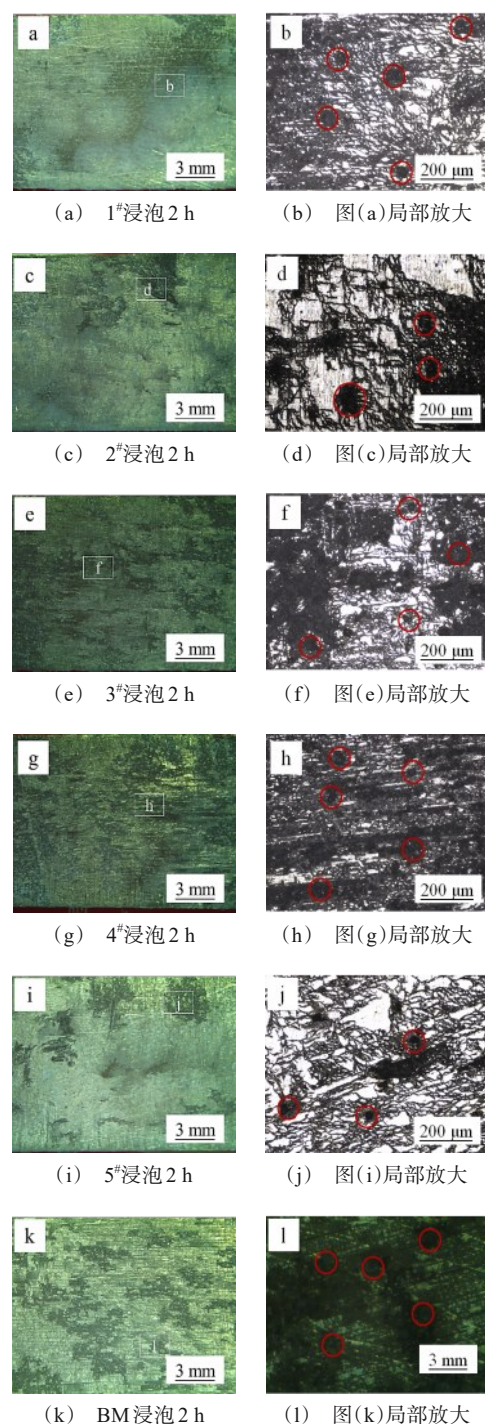 a
b
3 mm
b
200 μm
(a) 1#浸泡2 h
(b) 图(a)局部放大
c
d
3 mm
d
200 μm
(c) 2#浸泡2 h
(d) 图(c)局部放大
e
f
3 mm
f
200 μm
(e) 3#浸泡2 h
(f) 图(e)局部放大
g
h
3 mm
h
200 μm
(g) 4#浸泡2 h
(h) 图(g)局部放大
i
j
3 mm
j
200 μm
(i) 5#浸泡2 h
(j) 图(i)局部放大
k
l
3 mm
l
3 mm
(k) BM浸泡2 h
(l) 图(k)局部放大